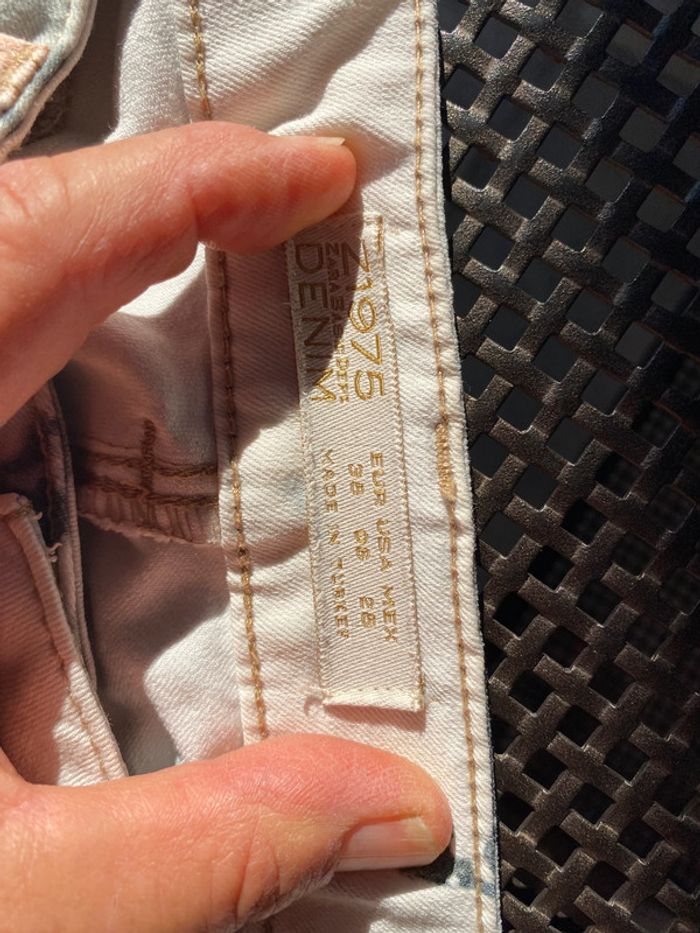 Z1975
DENIM
EUR USA MEX
38 06 28
MADE IN TURKEY